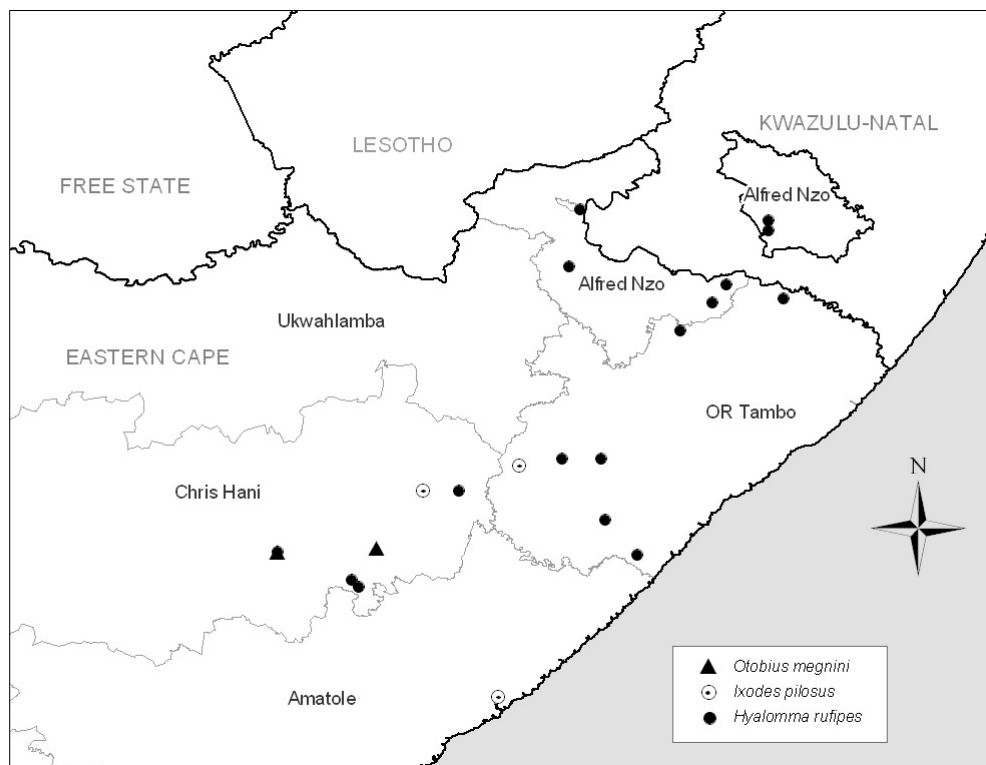 KWAZULU-NATAL
LESOTHO
FREE STATE
Alfred Nzo
Alfred Nzo
Ukwahlamba
EASTERN CAPE
OR Tambo
Chris Hani
N
Amatole
Otobius megnini
Ixodes pilosus
Hyalomma rufipes